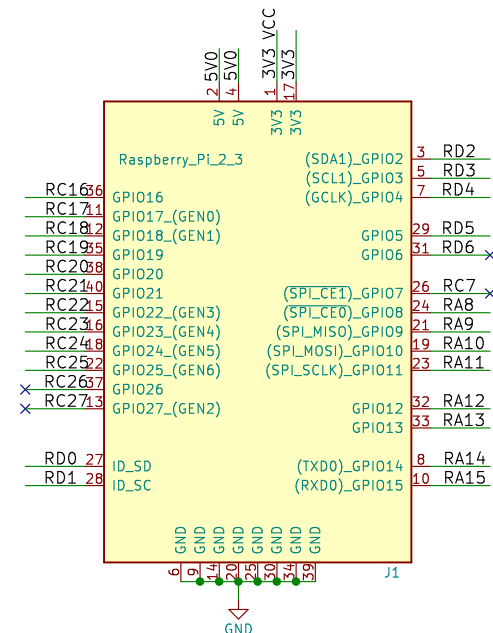 5V0 5V0 3V3 VCC 3V3
2 4 1 17
5V 5V 3V3 3V3
Raspberry_Pi_2_3
(SDA1)_GPIO2 3 RD2
(SCL1)_GPIO3 5 RD3
RC16 36 GPIO16 (GCLK)_GPIO4 7 RD4
RC17 11 GPIO17_(GEN0)
RC18 12 GPIO18_(GEN1) GPIO5 29 RD5
RC19 35 GPIO19 GPIO6 31 RD6
RC20 38 GPIO20
RC21 40 GPIO21 (SPI_CE1)_GPIO7 26 RC7
RC22 15 GPIO22_(GEN3) (SPI_CE0)_GPIO8 24 RA8
RC23 16 GPIO23_(GEN4) (SPI_MISO)_GPIO9 21 RA9
RC24 18 GPIO24_(GEN5) (SPI_MOSI)_GPIO10 19 RA10
RC25 22 GPIO25_(GEN6) (SPI_SCLK)_GPIO11 23 RA11
RC26 37 GPIO26
RC27 13 GPIO27_(GEN2) GPIO12 32 RA12
GPIO13 33 RA13
RD0 27 ID_SD (TXD0)_GPIO14 8 RA14
RD1 28 ID_SC (RXD0)_GPIO15 10 RA15
GND GND GND GND GND GND GND GND
6 9 14 20 25 30 34 39
J1
GND